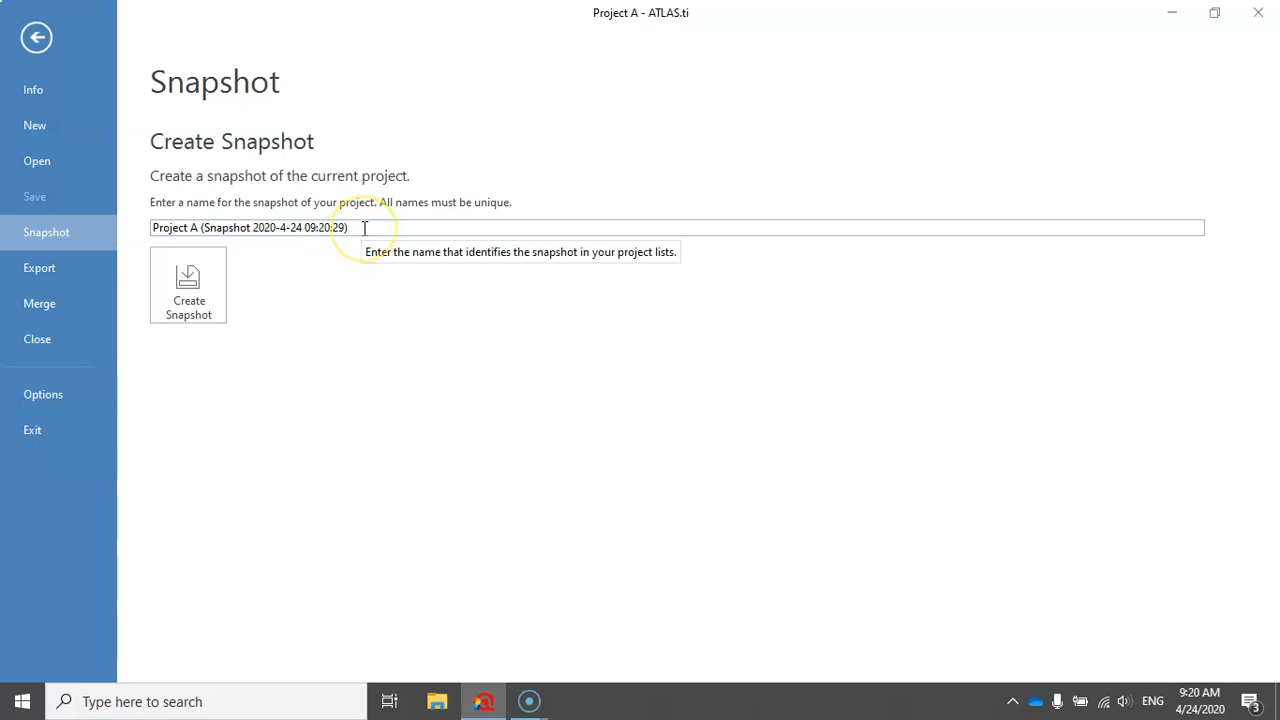 Project A - ATLAS.ti
Info
New
Open
Save
Snapshot
Export
Merge
Close
Options
Exit
Snapshot
Create Snapshot
Create a snapshot of the current project.
Enter a name for the snapshot of your project. All names must be unique.
Project A (Snapshot 2020-4-24 09:20:29)
Enter the name that identifies the snapshot in your project lists.
Create
Snapshot
Type here to search
ENG
9:20 AM
4/24/2020
3